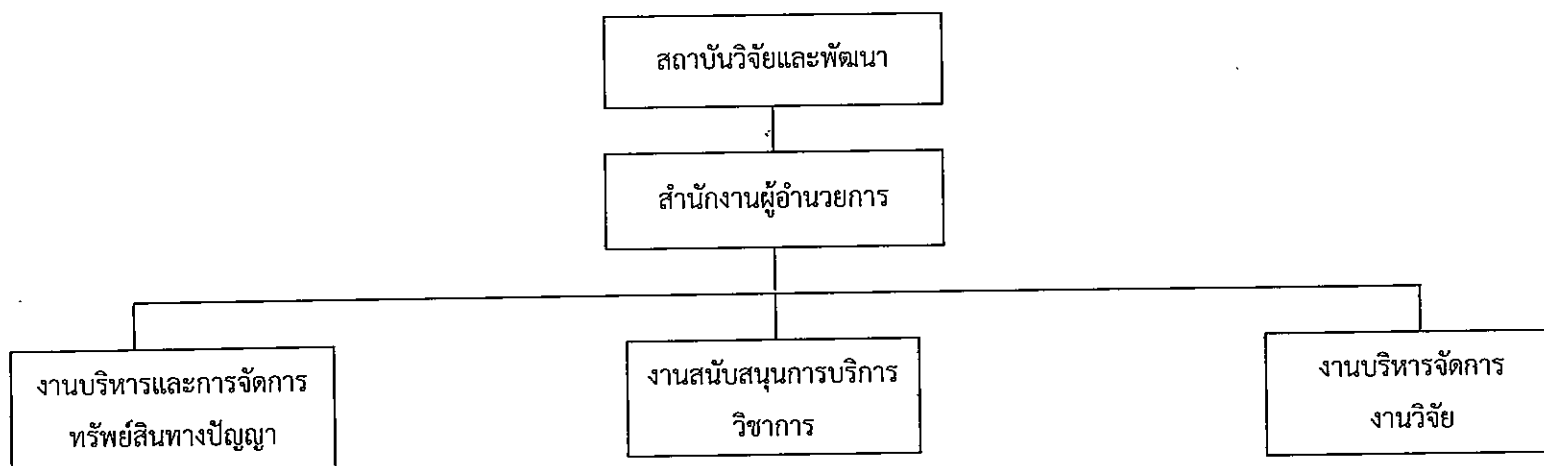 สถาบันวิจัยและพัฒนา
สำนักงานผู้อำนวยการ
งานบริหารและการจัดการ
ทรัพย์สินทางปัญญา
งานสนับสนุนการบริการ
วิชาการ
งานบริหารจัดการ
งานวิจัย